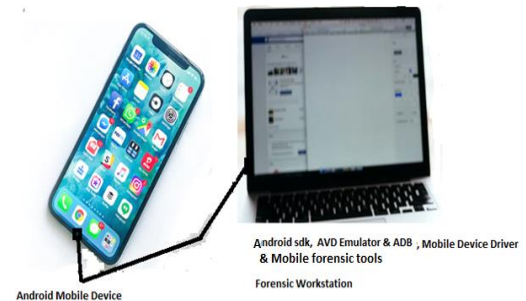 Android sdk, AVD Emulator & ADB , Mobile Device Driver
& Mobile forensic tools
Forensic Workstation
Android Mobile Device